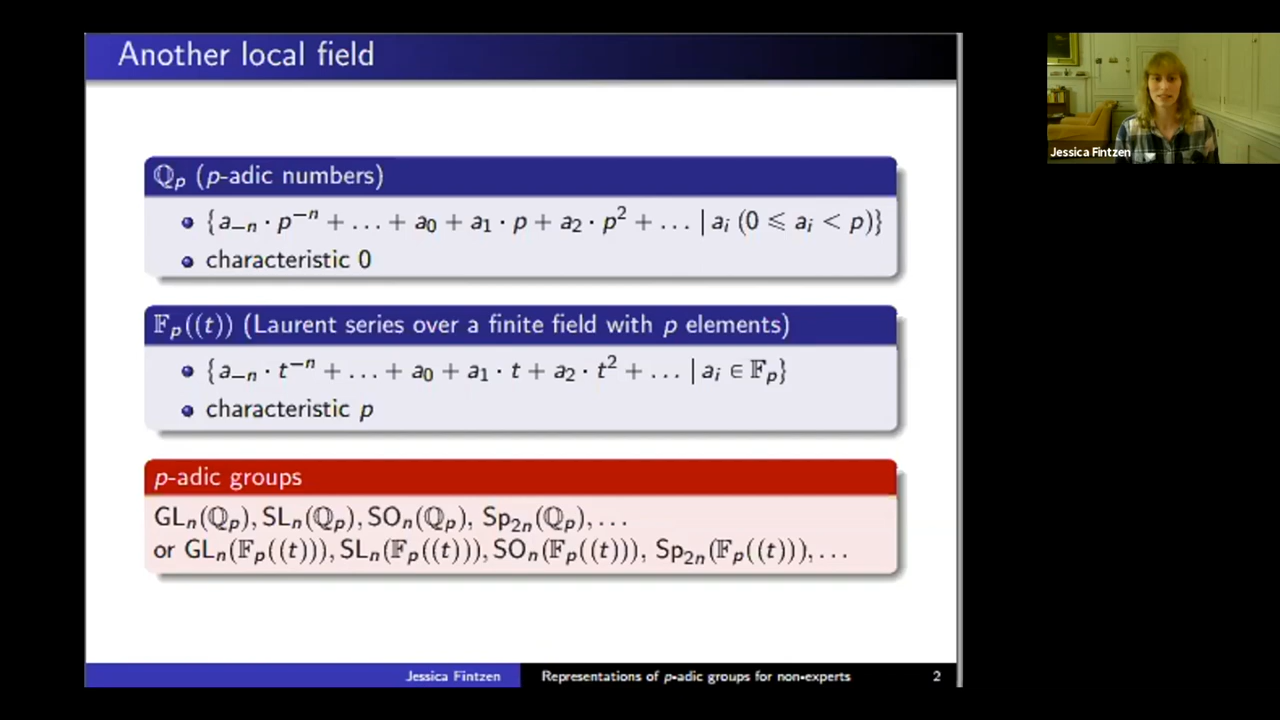 Another local field
ℚₚ (p-adic numbers)
{a₋ₙ · p⁻ⁿ + … + a₀ + a₁ · p + a₂ · p² + … | aᵢ (0 ⩽ aᵢ < p)}
characteristic 0
𝔽ₚ((t)) (Laurent series over a finite field with p elements)
{a₋ₙ · t⁻ⁿ + … + a₀ + a₁ · t + a₂ · t² + … | aᵢ ∈ 𝔽ₚ}
characteristic p
p-adic groups
GLₙ(ℚₚ), SLₙ(ℚₚ), SOₙ(ℚₚ), Sp₂ₙ(ℚₚ), …
or GLₙ(𝔽ₚ((t))), SLₙ(𝔽ₚ((t))), SOₙ(𝔽ₚ((t))), Sp₂ₙ(𝔽ₚ((t))), …
Jessica Fintzen Representations of p-adic groups for non-experts 2
Jessica Fintzen